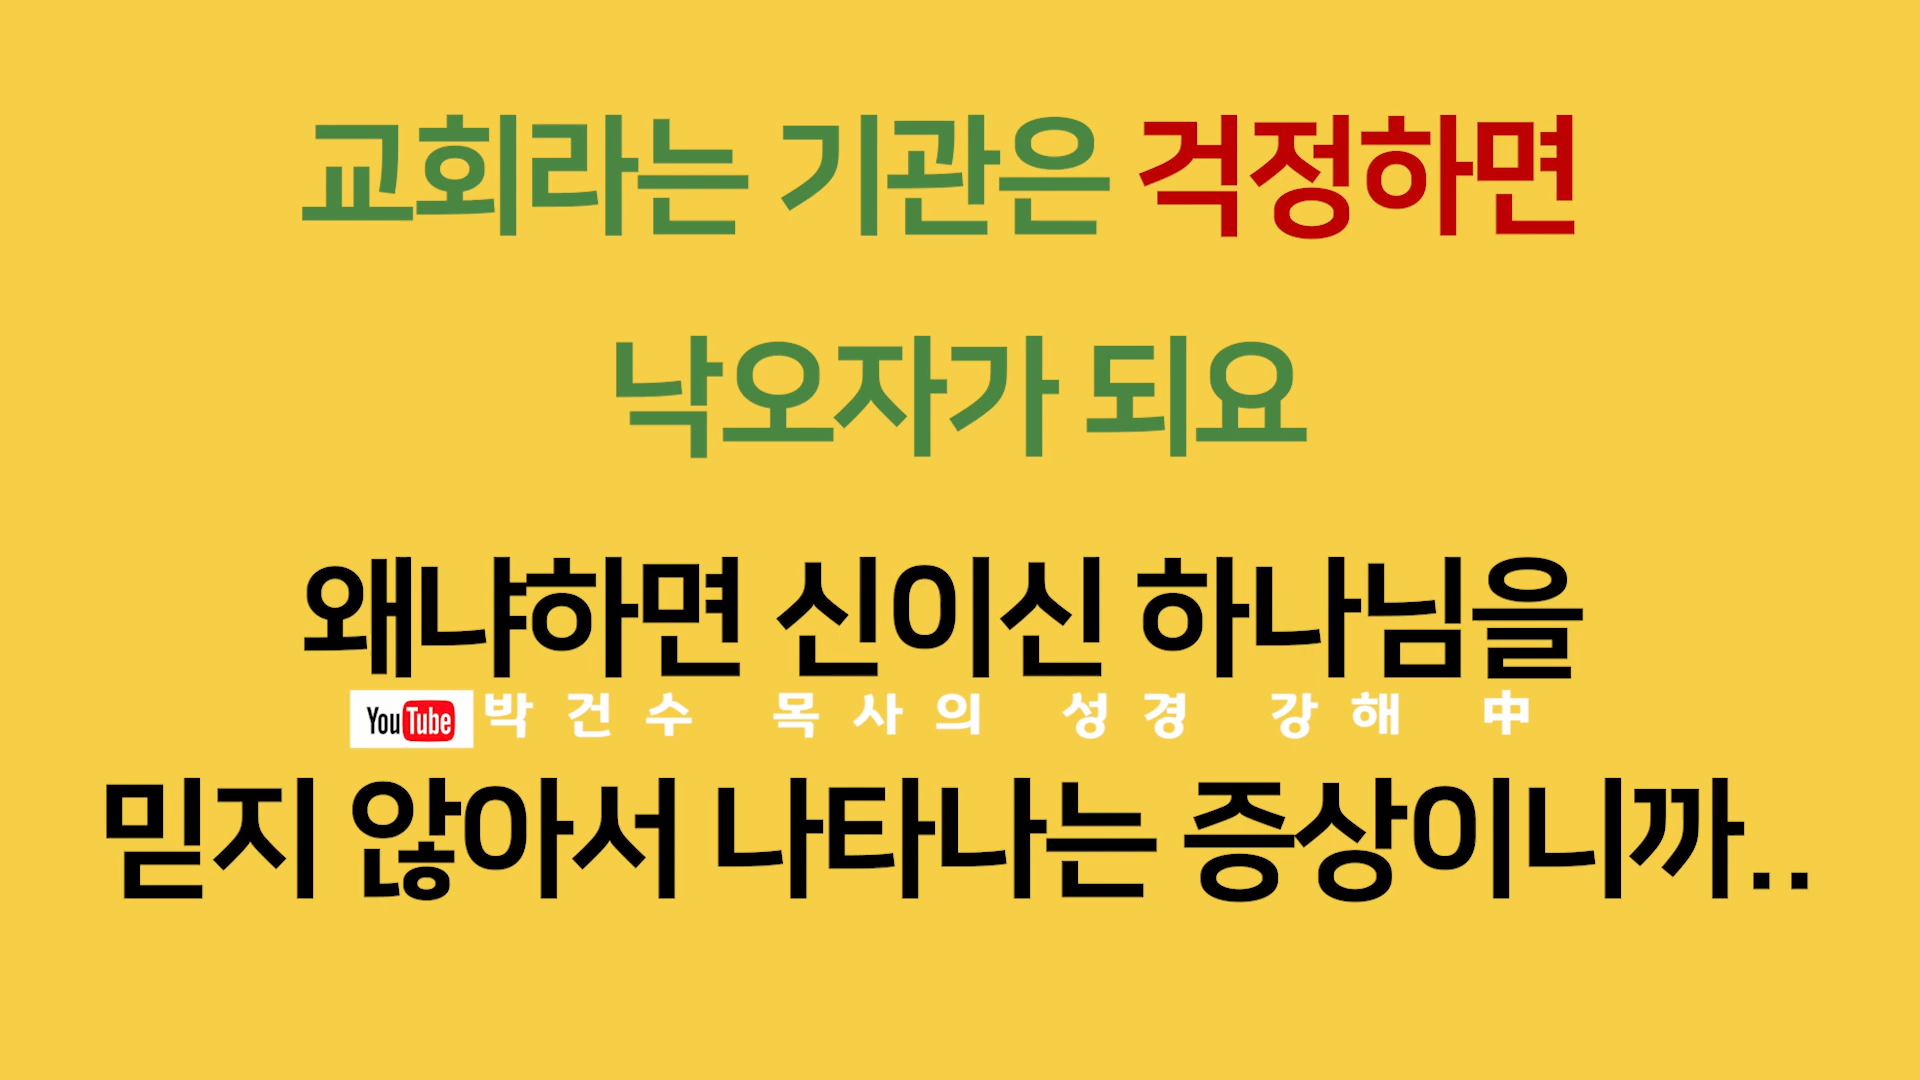 교회라는 기관은 걱정하면
낙오자가 되요
왜냐하면 신이신 하나님을
YouTube 박건수 목사의 성경 강해 中
믿지 않아서 나타나는 증상이니까..